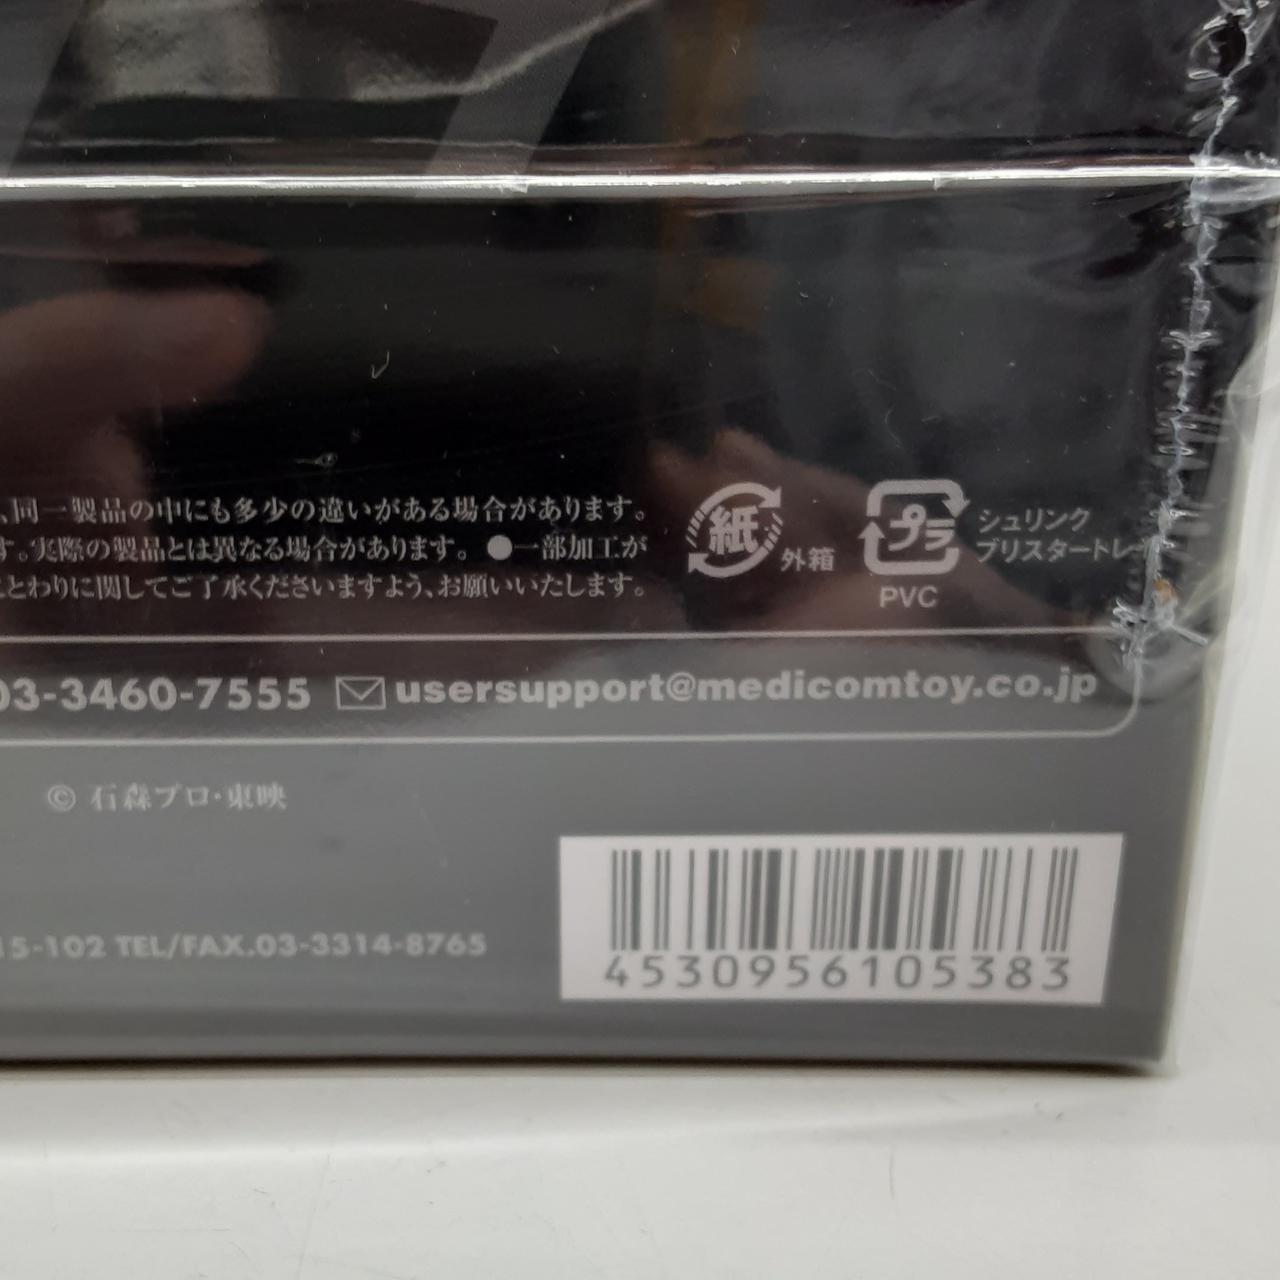 、同一製品の中にも多少の違いがある場合があります。
す。実際の製品とは異なる場合があります。●一部加工が
ことわりに関してご了承くださいますよう、お願いいたします。
紙 外箱
プラ PVC
シュリンク
ブリスタートレー
03-3460-7555 usersupport@medicomtoy.co.jp
© 石森プロ・東映
15-102 TEL/FAX.03-3314-8765
4530956105383